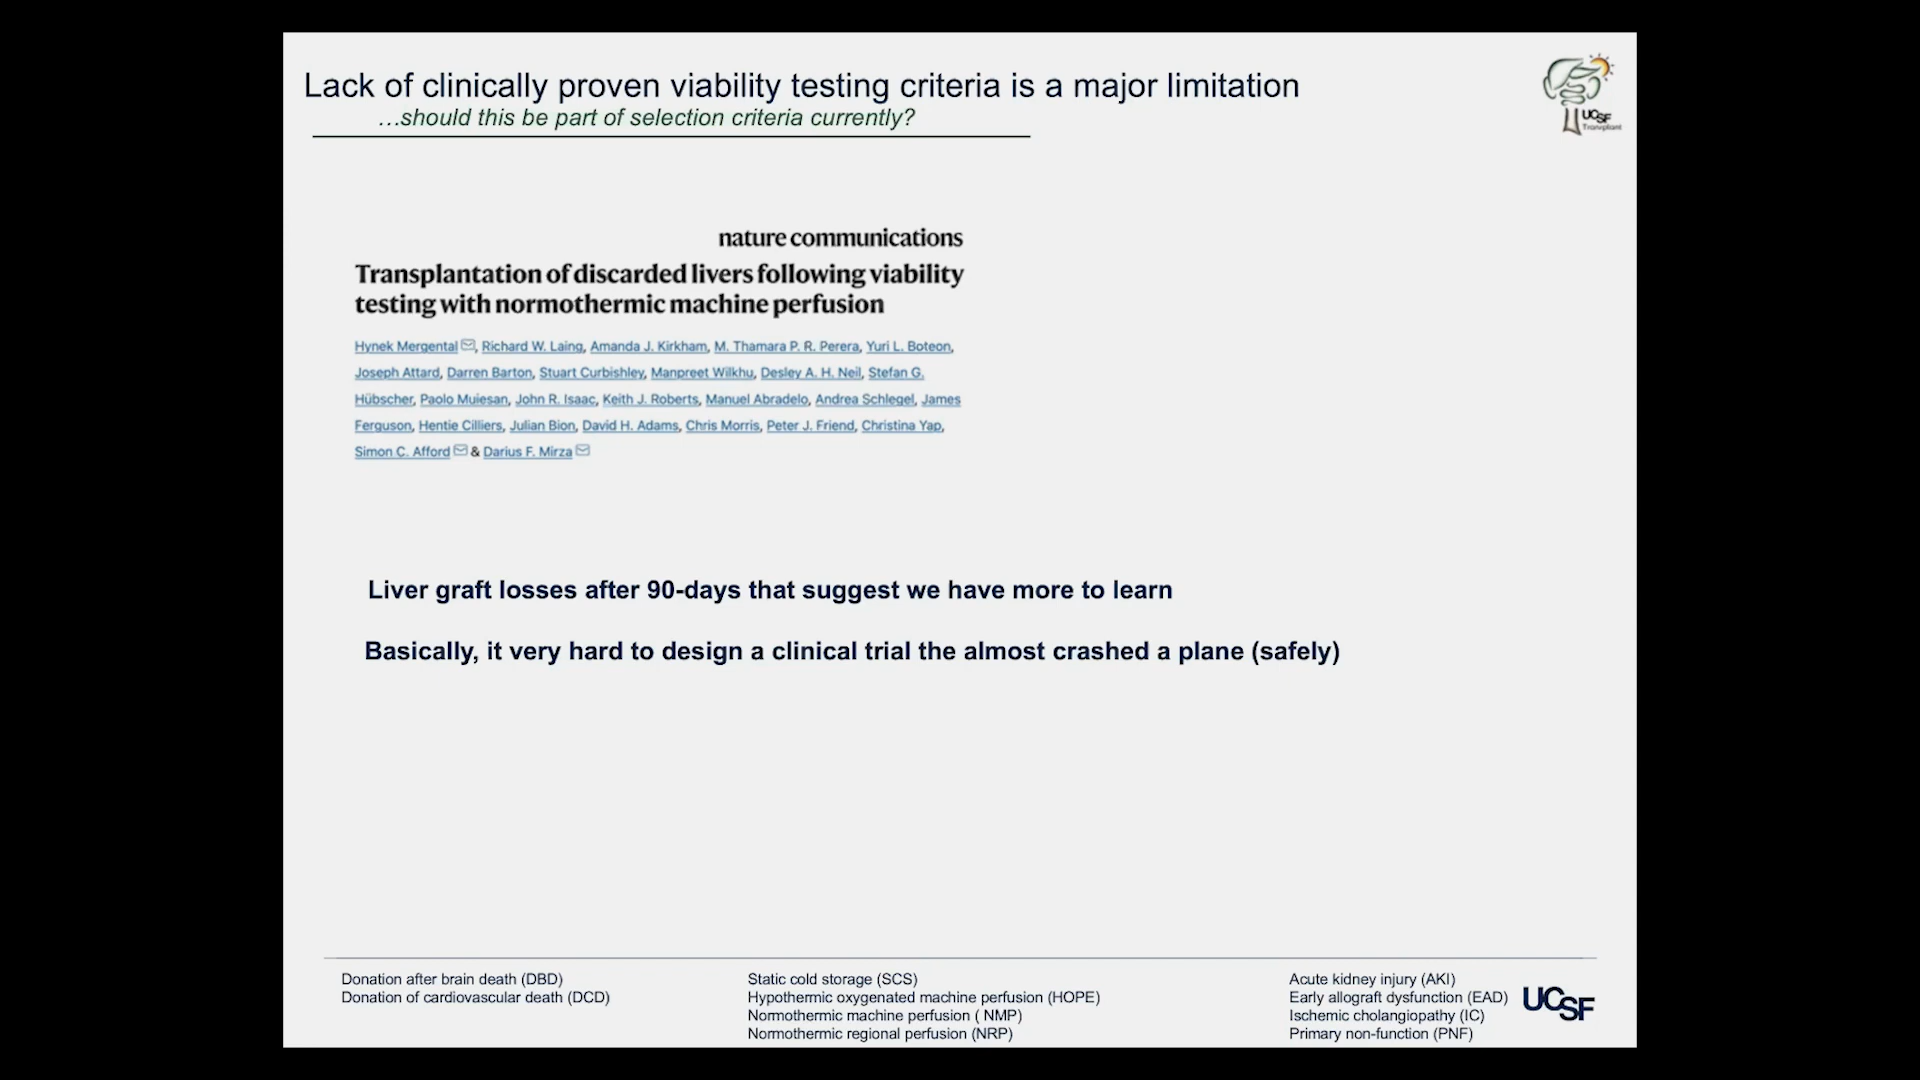 Lack of clinically proven viability testing criteria is a major limitation
…should this be part of selection criteria currently?
UCSF
Transplant
nature communications
Transplantation of discarded livers following viability
testing with normothermic machine perfusion
Hynek Mergental, Richard W. Laing, Amanda J. Kirkham, M. Thamara P. R. Perera, Yuri L. Boteon,
Joseph Attard, Darren Barton, Stuart Curbishley, Manpreet Wilkhu, Desley A. H. Neil, Stefan G.
Hübscher, Paolo Muiesan, John R. Isaac, Keith J. Roberts, Manuel Abradelo, Andrea Schlegel, James
Ferguson, Hentie Cilliers, Julian Bion, David H. Adams, Chris Morris, Peter J. Friend, Christina Yap,
Simon C. Afford & Darius F. Mirza
Liver graft losses after 90-days that suggest we have more to learn
Basically, it very hard to design a clinical trial the almost crashed a plane (safely)
Donation after brain death (DBD)
Donation of cardiovascular death (DCD)
Static cold storage (SCS)
Hypothermic oxygenated machine perfusion (HOPE)
Normothermic machine perfusion ( NMP)
Normothermic regional perfusion (NRP)
Acute kidney injury (AKI)
Early allograft dysfunction (EAD)
Ischemic cholangiopathy (IC)
Primary non-function (PNF)
UCSF